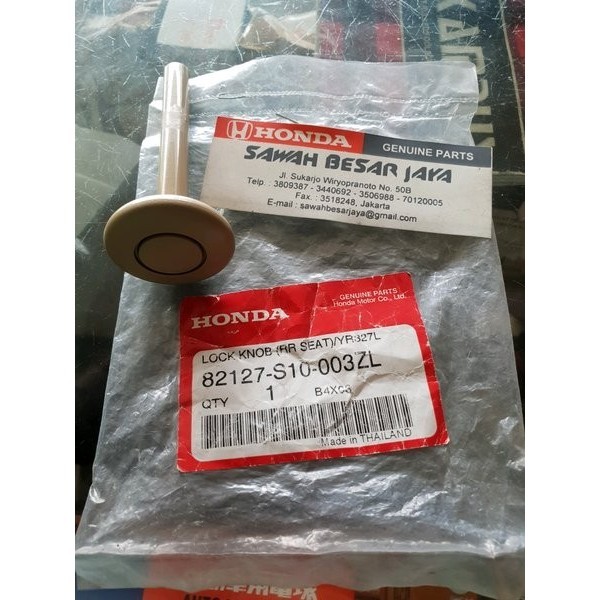 HONDA
GENUINE PARTS
SAWAH BESAR JAYA
Jl. Sukarjo Wiryopranoto No. 50B
Telp. : 3809387 - 3440692 - 3506988 - 70120005
Fax. : 3518248, Jakarta
E-mail : sawahbesarjaya@gmail.com
HONDA
GENUINE PARTS
Honda Motor Co., Ltd.
LOCK KNOB (RR SEAT)/YR327L
82127-S10-003ZL
QTY 1 B4X03
Made in THAILAND